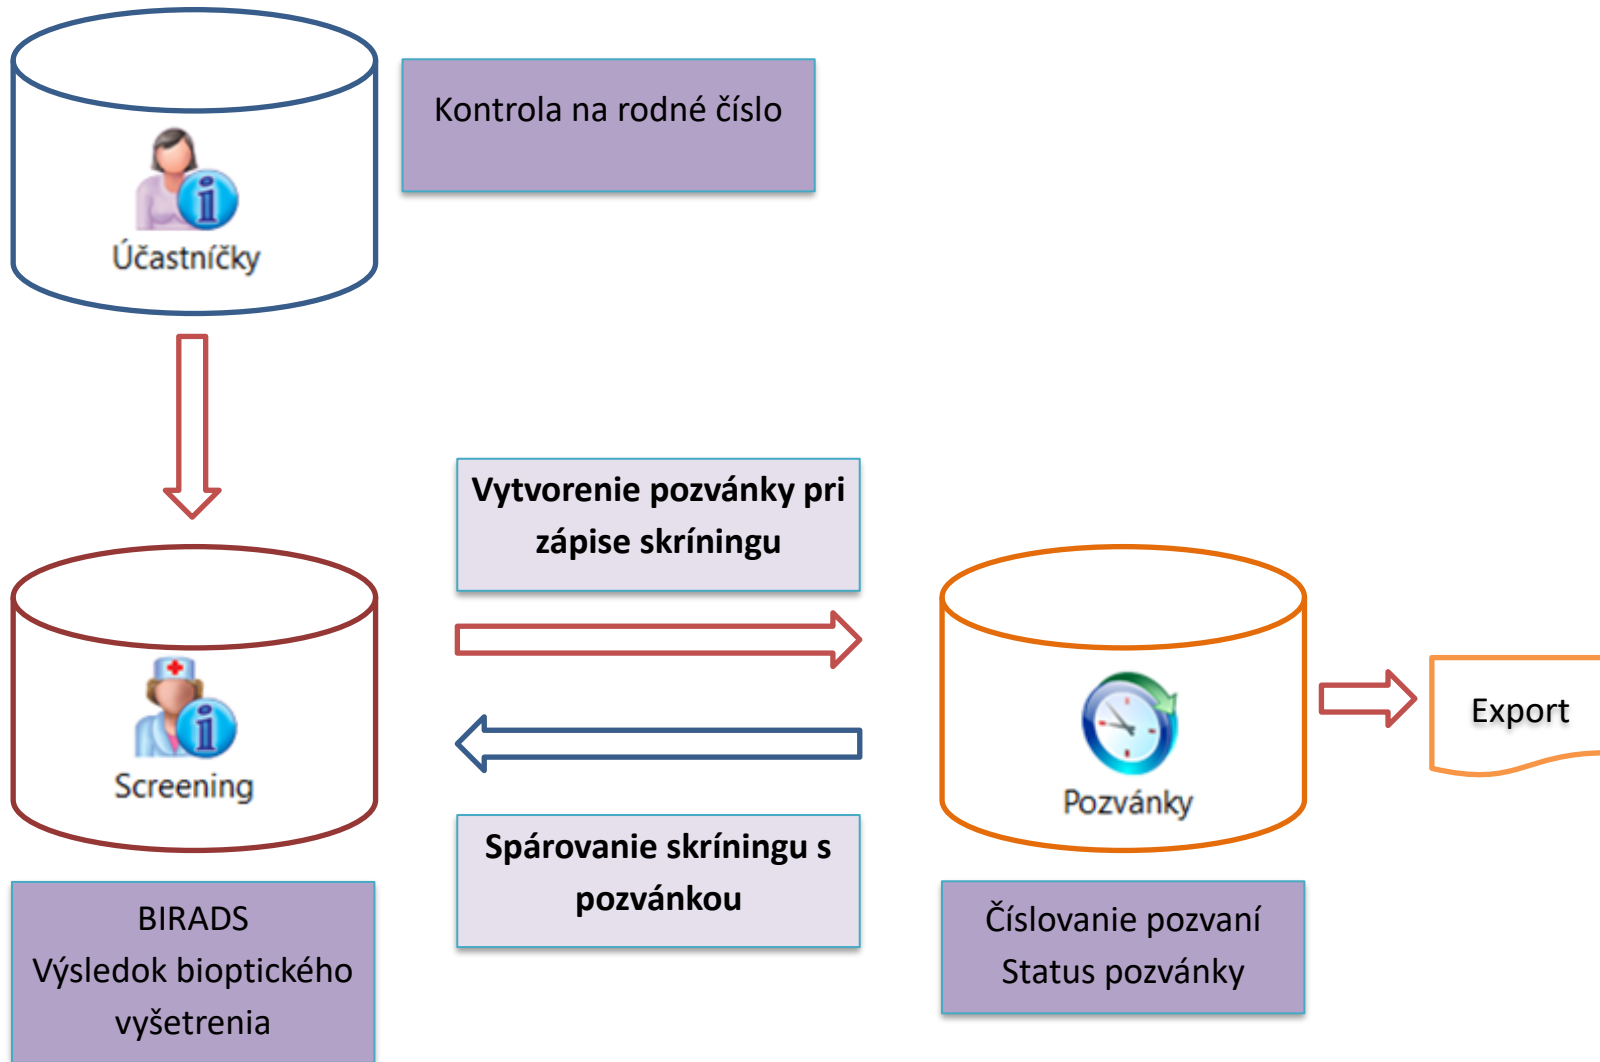 Kontrola na rodné číslo
Účastníčky
Vytvorenie pozvánky pri
zápise skríningu
Screening
Pozvánky
Export
Spárovanie skríningu s
pozvánkou
BIRADS
Výsledok bioptického
vyšetrenia
Číslovanie pozvaní
Status pozvánky